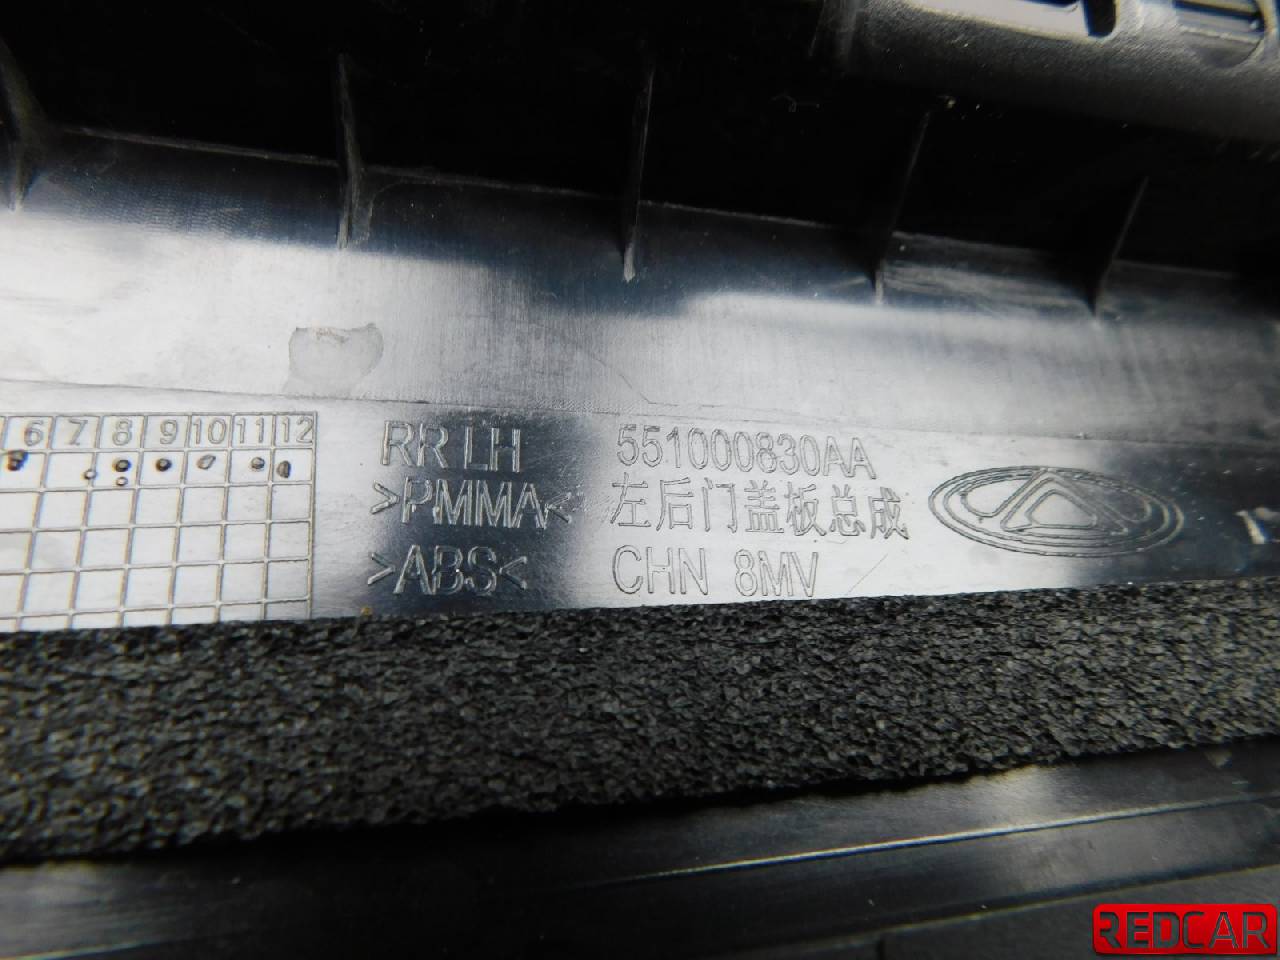 6 7 8 9 10 11 12
RR LH 551000830AA
>PMMA< 左后门盖板总成
>ABS< CHN 8MV
REDCAR